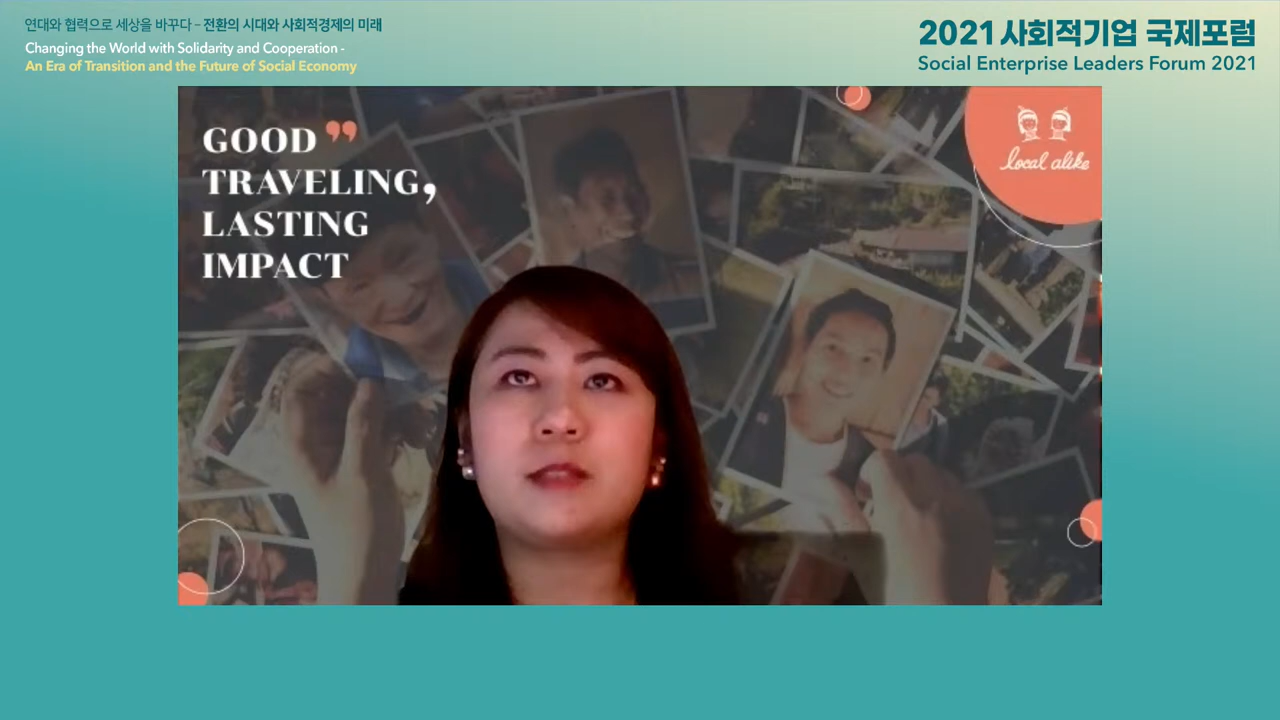 연대와 협력으로 세상을 바꾸다 - 전환의 시대와 사회적경제의 미래
Changing the World with Solidarity and Cooperation -
An Era of Transition and the Future of Social Economy
2021 사회적기업 국제포럼
Social Enterprise Leaders Forum 2021
GOOD ”
TRAVELING,
LASTING
IMPACT
local alike